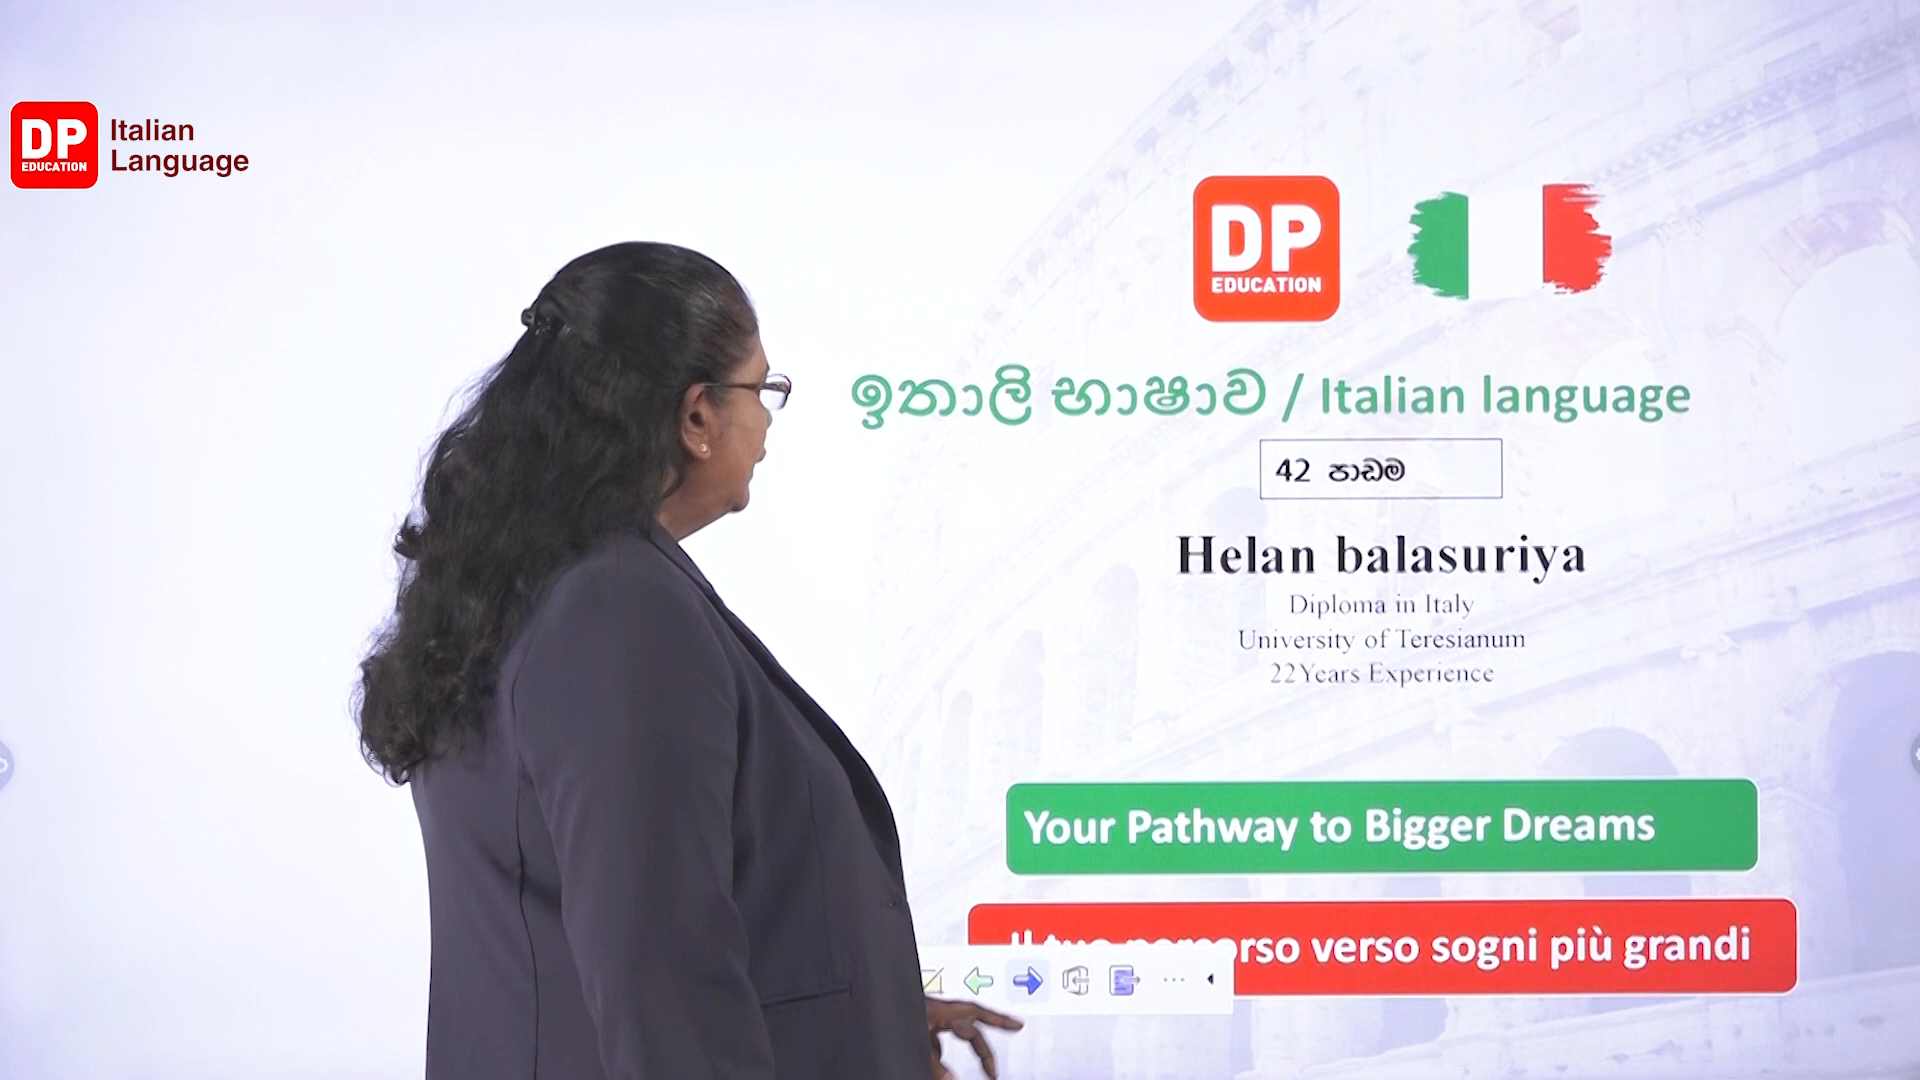 DP
EDUCATION
Italian
Language
DP
EDUCATION
ඉතාලි භාෂාව / Italian language
42 පාඩම
Helan balasuriya
Diploma in Italy
University of Teresianum
22Years Experience
Your Pathway to Bigger Dreams
verso sogni più grandi